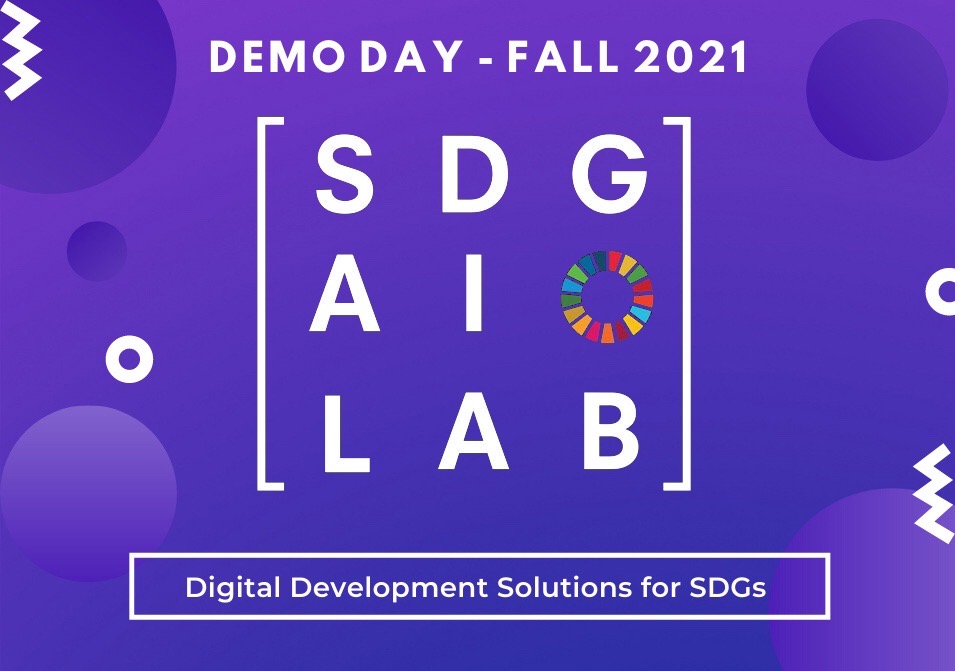 DEMO DAY - FALL 2021
S D G
A I
L A B
Digital Development Solutions for SDGs